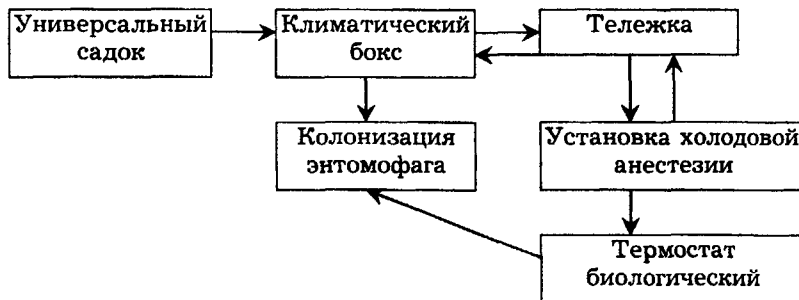 Универсальный
садок
Климатический
бокс
Тележка
Колонизация
энтомофага
Установка холодовой
анестезии
Термостат
биологический